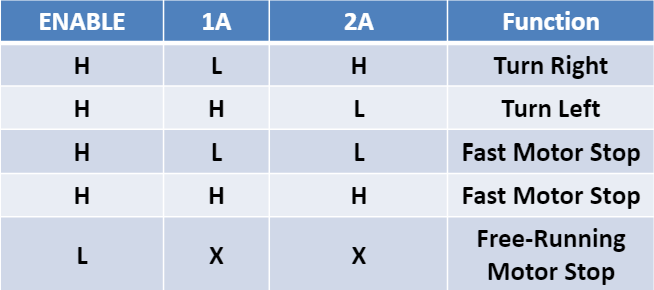 ENABLE 1A 2A Function
H L H Turn Right
H H L Turn Left
H L L Fast Motor Stop
H H H Fast Motor Stop
L X X Free-Running
Motor Stop